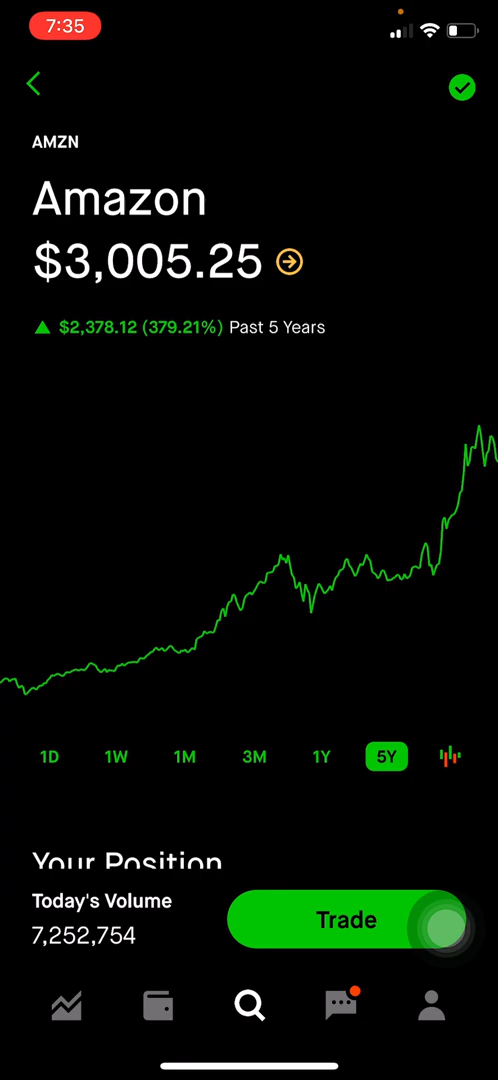 7:35
AMZN
Amazon
$3,005.25
$2,378.12 (379.21%) Past 5 Years
1D 1W 1M 3M 1Y 5Y
Your Position
Today's Volume
7,252,754
Trade